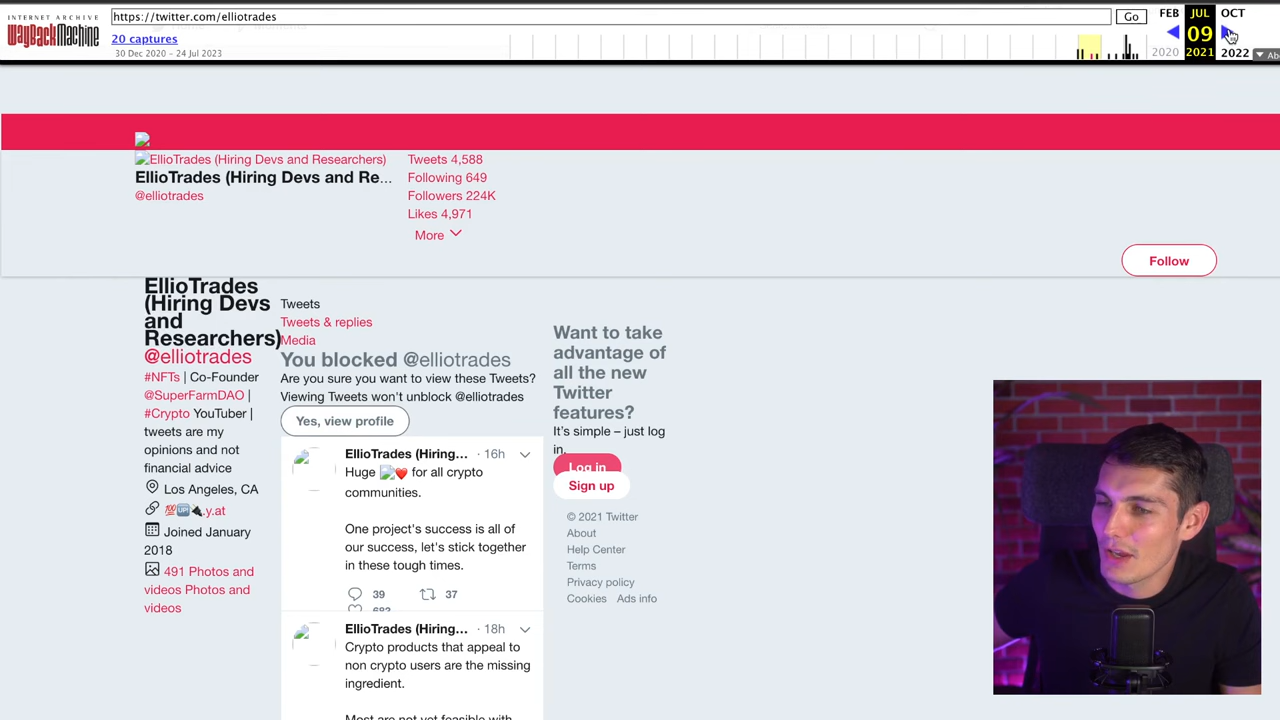 INTERNET ARCHIVE
WayBackMachine
https://twitter.com/elliotrades
Go
FEB
JUL
OCT
20 captures
09
30 Dec 2020 – 24 Jul 2023
2020
2021
2022
EllioTrades (Hiring Devs and Researchers)
EllioTrades (Hiring Devs and Re...
@elliotrades
Tweets 4,588
Following 649
Followers 224K
Likes 4,971
More
Follow
EllioTrades
(Hiring Devs
and
Researchers)
@elliotrades
#NFTs | Co-Founder
@SuperFarmDAO |
#Crypto YouTuber |
tweets are my
opinions and not
financial advice
Los Angeles, CA
💯🆙🔌.y.at
Joined January
2018
491 Photos and
videos Photos and
videos
Tweets
Tweets & replies
Media
You blocked @elliotrades
Are you sure you want to view these Tweets?
Viewing Tweets won't unblock @elliotrades
Yes, view profile
EllioTrades (Hiring... · 16h
Huge ❤️ for all crypto
communities.
One project's success is all of
our success, let's stick together
in these tough times.
39
37
EllioTrades (Hiring... · 18h
Crypto products that appeal to
non crypto users are the missing
ingredient.
Most are not yet feasible with
Want to take
advantage of
all the new
Twitter
features?
It's simple – just log
in.
Log in
Sign up
© 2021 Twitter
About
Help Center
Terms
Privacy policy
Cookies Ads info